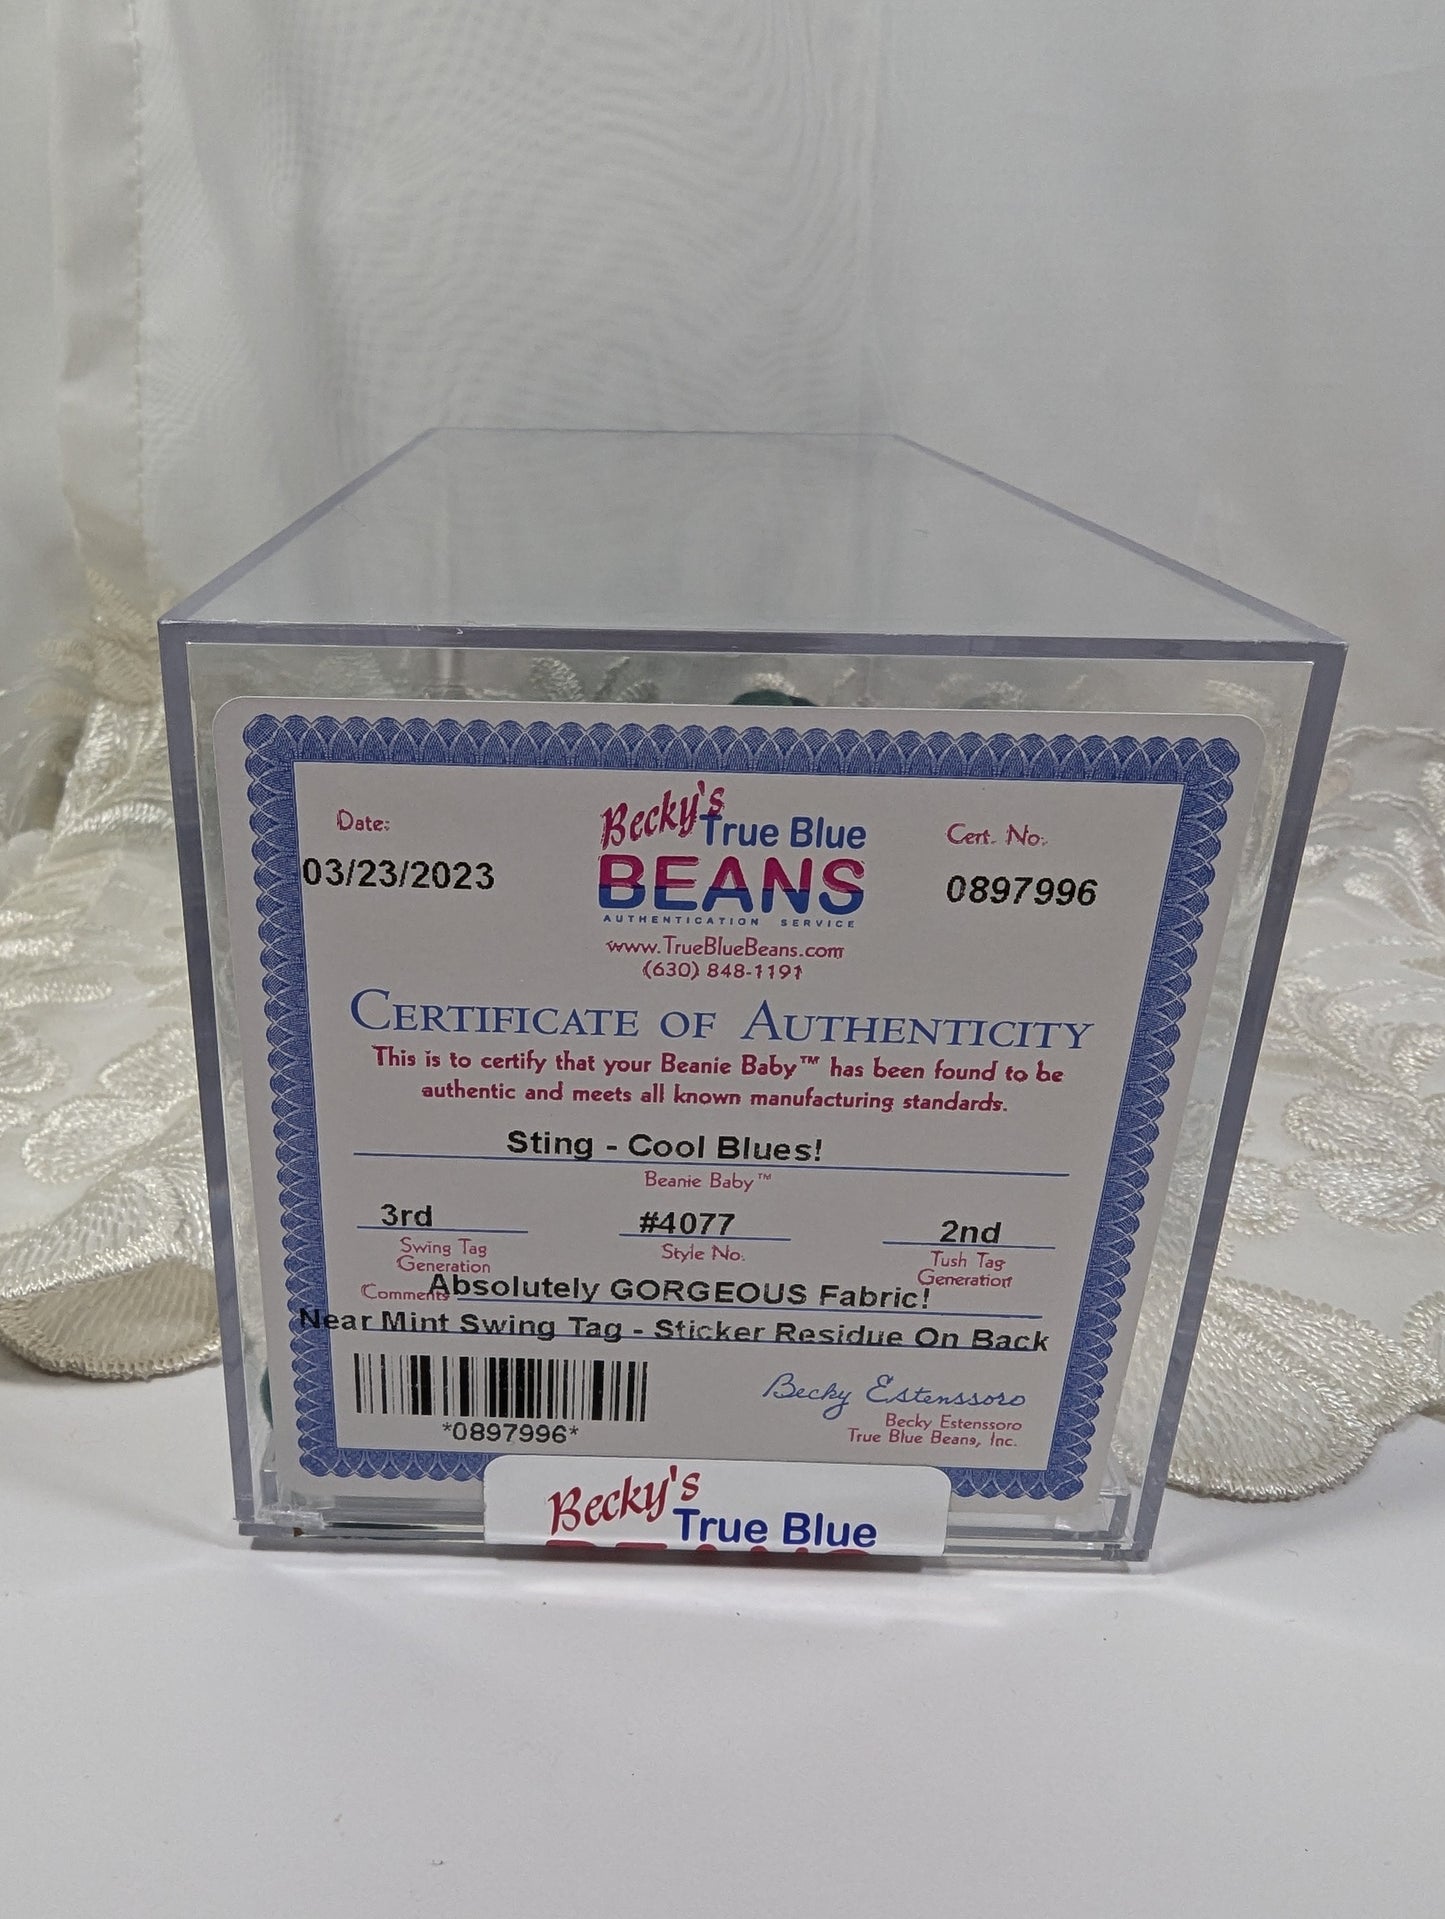 Date:
03/23/2023
Becky's
True Blue
BEANS
AUTHENTICATION SERVICE
www.TrueBlueBeans.com
(630) 848-1191
Cert. No.
0897996
CERTIFICATE OF AUTHENTICITY
This is to certify that your Beanie Baby™ has been found to be
authentic and meets all known manufacturing standards.
Sting - Cool Blues!
Beanie Baby™
3rd
Swing Tag
Generation
#4077
Style No.
2nd
Tush Tag
Generation
Comments
Absolutely GORGEOUS Fabric!
Near Mint Swing Tag - Sticker Residue On Back
*0897996*
Becky Estenssoro
Becky Estenssoro
True Blue Beans, Inc.
Becky's
True Blue
BEANS